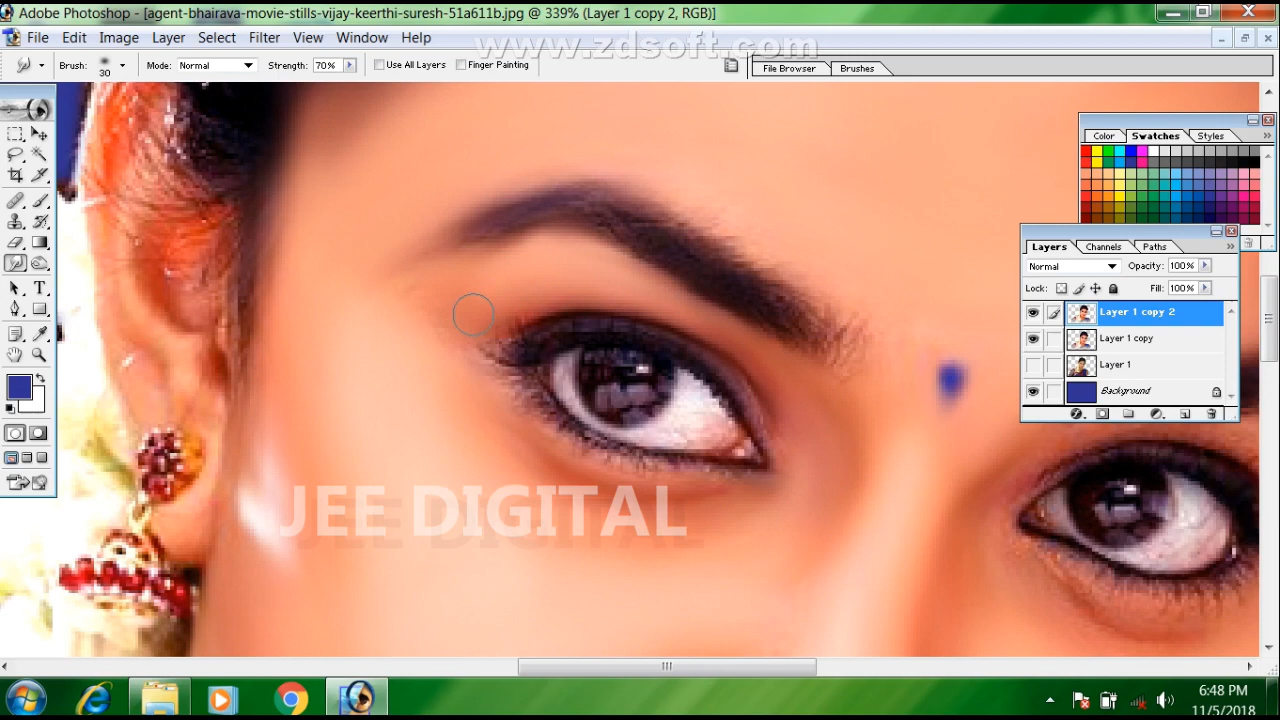 Adobe Photoshop - [agent-bhairava-movie-stills-vijay-keerthi-suresh-51a611b.jpg @ 339% (Layer 1 copy 2, RGB)]
File Edit Image Layer Select Filter View Window Help
www.zdsoft.com
Brush: 30 Mode: Normal Strength: 70% Use All Layers Finger Painting File Browser Brushes
Color Swatches Styles
Layers Channels Paths
Normal Opacity: 100%
Lock: Fill: 100%
Layer 1 copy 2
Layer 1 copy
Layer 1
Background
T
JEE DIGITAL
6:48 PM
11/5/2018